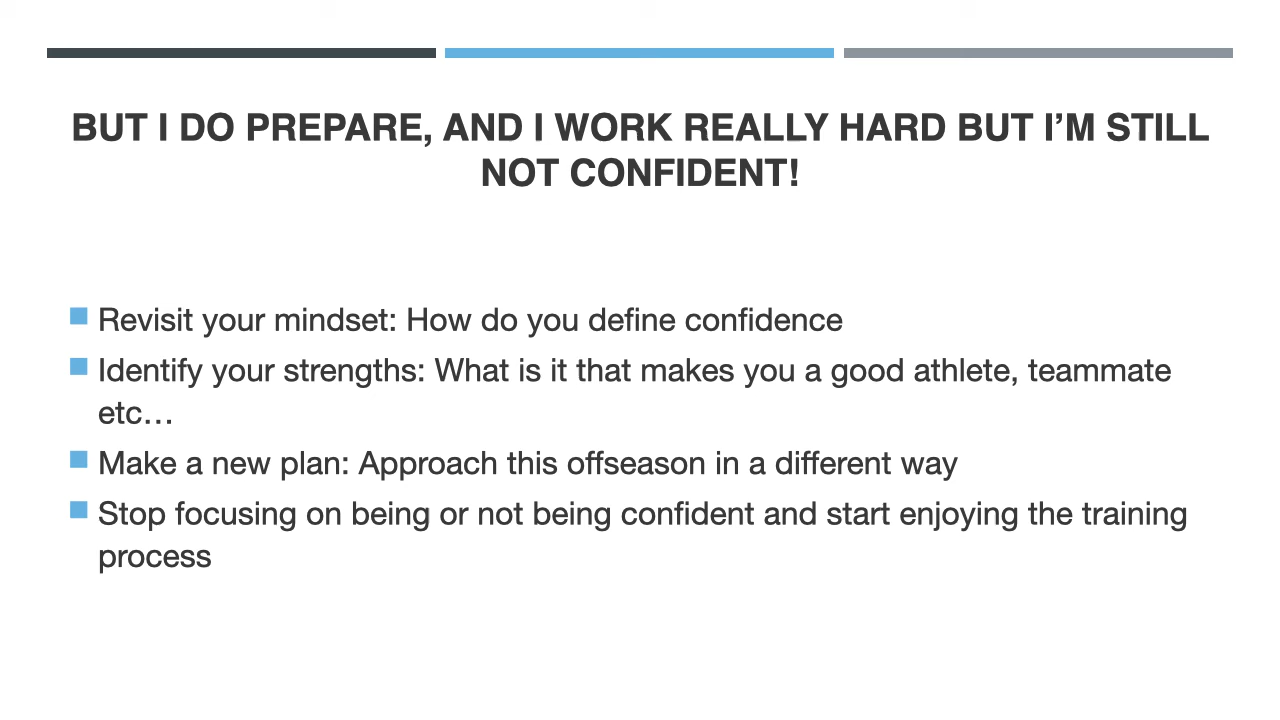 BUT I DO PREPARE, AND I WORK REALLY HARD BUT I’M STILL
NOT CONFIDENT!
Revisit your mindset: How do you define confidence
Identify your strengths: What is it that makes you a good athlete, teammate
etc…
Make a new plan: Approach this offseason in a different way
Stop focusing on being or not being confident and start enjoying the training
process